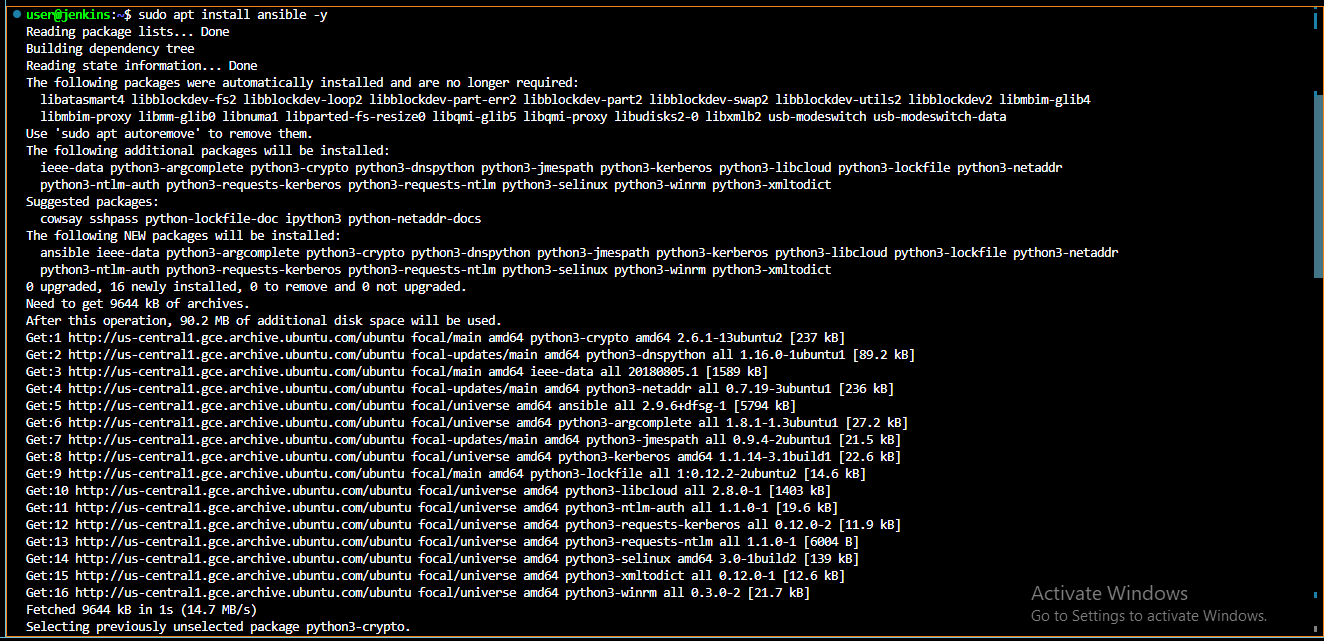 user@jenkins:~$ sudo apt install ansible -y
Reading package lists... Done
Building dependency tree
Reading state information... Done
The following packages were automatically installed and are no longer required:
  libatasmart4 libblockdev-fs2 libblockdev-loop2 libblockdev-part-err2 libblockdev-part2 libblockdev-swap2 libblockdev-utils2 libblockdev2 libmbim-glib4
  libmbim-proxy libmm-glib0 libnuma1 libparted-fs-resize0 libqmi-glib5 libqmi-proxy libudisks2-0 libxmlb2 usb-modeswitch usb-modeswitch-data
Use 'sudo apt autoremove' to remove them.
The following additional packages will be installed:
  ieee-data python3-argcomplete python3-crypto python3-dnspython python3-jmespath python3-kerberos python3-libcloud python3-lockfile python3-netaddr
  python3-ntlm-auth python3-requests-kerberos python3-requests-ntlm python3-selinux python3-winrm python3-xmltodict
Suggested packages:
  cowsay sshpass python-lockfile-doc ipython3 python-netaddr-docs
The following NEW packages will be installed:
  ansible ieee-data python3-argcomplete python3-crypto python3-dnspython python3-jmespath python3-kerberos python3-libcloud python3-lockfile python3-netaddr
  python3-ntlm-auth python3-requests-kerberos python3-requests-ntlm python3-selinux python3-winrm python3-xmltodict
0 upgraded, 16 newly installed, 0 to remove and 0 not upgraded.
Need to get 9644 kB of archives.
After this operation, 90.2 MB of additional disk space will be used.
Get:1 http://us-central1.gce.archive.ubuntu.com/ubuntu focal/main amd64 python3-crypto amd64 2.6.1-13ubuntu2 [237 kB]
Get:2 http://us-central1.gce.archive.ubuntu.com/ubuntu focal-updates/main amd64 python3-dnspython all 1.16.0-1ubuntu1 [89.2 kB]
Get:3 http://us-central1.gce.archive.ubuntu.com/ubuntu focal/main amd64 ieee-data all 20180805.1 [1589 kB]
Get:4 http://us-central1.gce.archive.ubuntu.com/ubuntu focal-updates/main amd64 python3-netaddr all 0.7.19-3ubuntu1 [236 kB]
Get:5 http://us-central1.gce.archive.ubuntu.com/ubuntu focal/universe amd64 ansible all 2.9.6+dfsg-1 [5794 kB]
Get:6 http://us-central1.gce.archive.ubuntu.com/ubuntu focal/universe amd64 python3-argcomplete all 1.8.1-1.3ubuntu1 [27.2 kB]
Get:7 http://us-central1.gce.archive.ubuntu.com/ubuntu focal-updates/main amd64 python3-jmespath all 0.9.4-2ubuntu1 [21.5 kB]
Get:8 http://us-central1.gce.archive.ubuntu.com/ubuntu focal/universe amd64 python3-kerberos amd64 1.1.14-3.1build1 [22.6 kB]
Get:9 http://us-central1.gce.archive.ubuntu.com/ubuntu focal/main amd64 python3-lockfile all 1:0.12.2-2ubuntu2 [14.6 kB]
Get:10 http://us-central1.gce.archive.ubuntu.com/ubuntu focal/universe amd64 python3-libcloud all 2.8.0-1 [1403 kB]
Get:11 http://us-central1.gce.archive.ubuntu.com/ubuntu focal/universe amd64 python3-ntlm-auth all 1.1.0-1 [19.6 kB]
Get:12 http://us-central1.gce.archive.ubuntu.com/ubuntu focal/universe amd64 python3-requests-kerberos all 0.12.0-2 [11.9 kB]
Get:13 http://us-central1.gce.archive.ubuntu.com/ubuntu focal/universe amd64 python3-requests-ntlm all 1.1.0-1 [6004 B]
Get:14 http://us-central1.gce.archive.ubuntu.com/ubuntu focal/universe amd64 python3-selinux amd64 3.0-1build2 [139 kB]
Get:15 http://us-central1.gce.archive.ubuntu.com/ubuntu focal/universe amd64 python3-xmltodict all 0.12.0-1 [12.6 kB]
Get:16 http://us-central1.gce.archive.ubuntu.com/ubuntu focal/universe amd64 python3-winrm all 0.3.0-2 [21.7 kB]
Fetched 9644 kB in 1s (14.7 MB/s)
Selecting previously unselected package python3-crypto.
Activate Windows
Go to Settings to activate Windows.